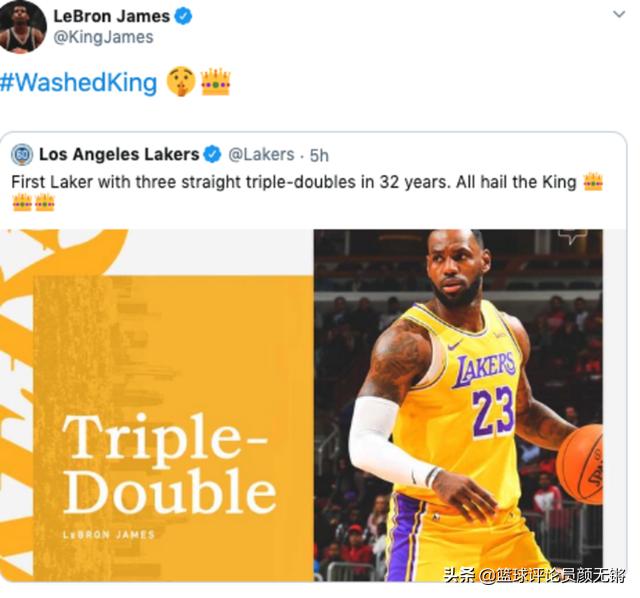 LeBron James
@KingJames
#WashedKing 🤫👑
Los Angeles Lakers @Lakers · 5h
First Laker with three straight triple-doubles in 32 years. All hail the King 👑
👑👑
Triple-
Double
LeBRON JAMES
LAKERS
23
头条 @篮球评论员颜无锵